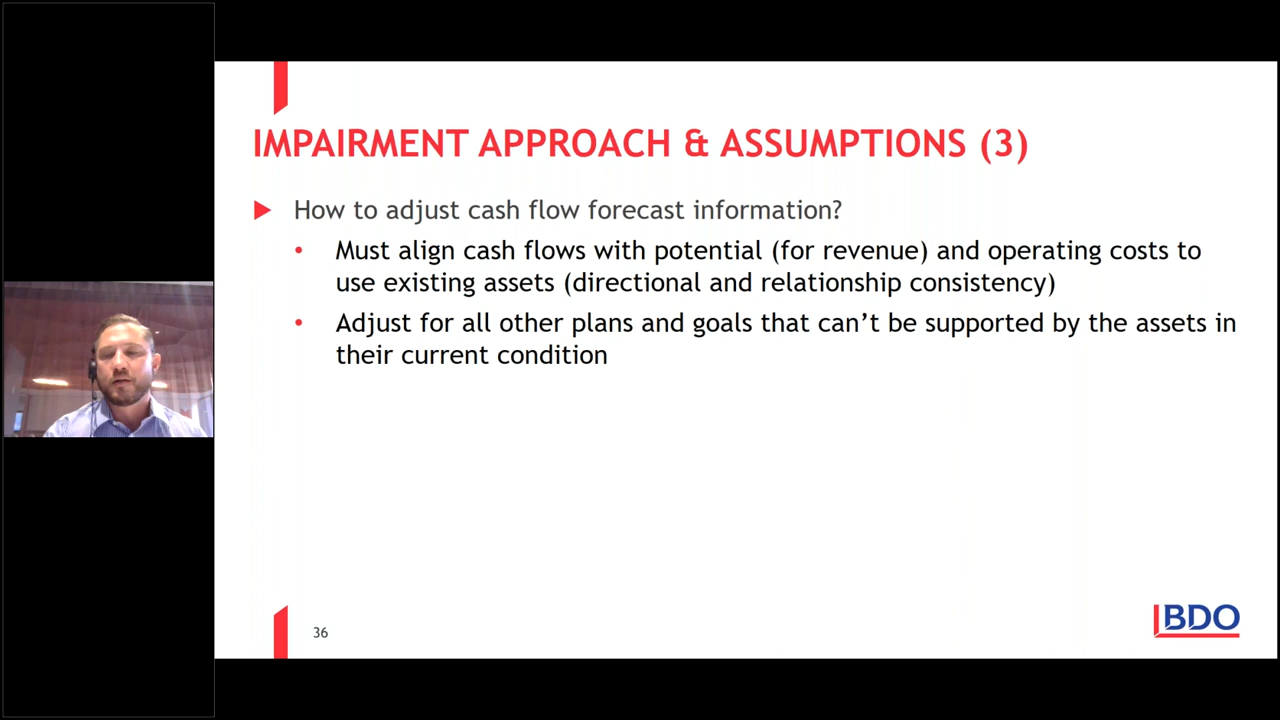 IMPAIRMENT APPROACH & ASSUMPTIONS (3)
How to adjust cash flow forecast information?
• Must align cash flows with potential (for revenue) and operating costs to
use existing assets (directional and relationship consistency)
• Adjust for all other plans and goals that can’t be supported by the assets in
their current condition
36
BDO